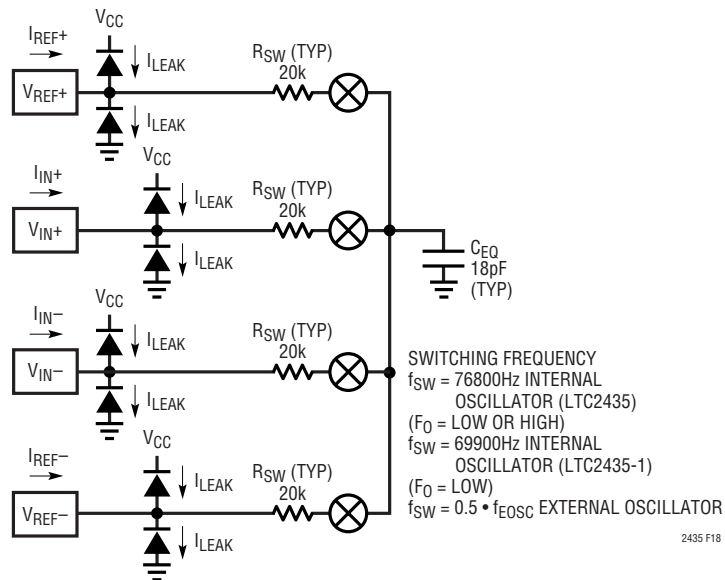 VCC
IREF+
ILEAK
RSW (TYP)
20k
VREF+
ILEAK
VCC
IIN+
ILEAK
RSW (TYP)
20k
VIN+
ILEAK
CEQ
18pF
(TYP)
VCC
IIN–
ILEAK
RSW (TYP)
20k
VIN–
ILEAK
SWITCHING FREQUENCY
fSW = 76800Hz INTERNAL
OSCILLATOR (LTC2435)
(FO = LOW OR HIGH)
fSW = 69900Hz INTERNAL
OSCILLATOR (LTC2435-1)
(FO = LOW)
fSW = 0.5 • fEOSC EXTERNAL OSCILLATOR
VCC
IREF–
ILEAK
RSW (TYP)
20k
VREF–
ILEAK
2435 F18